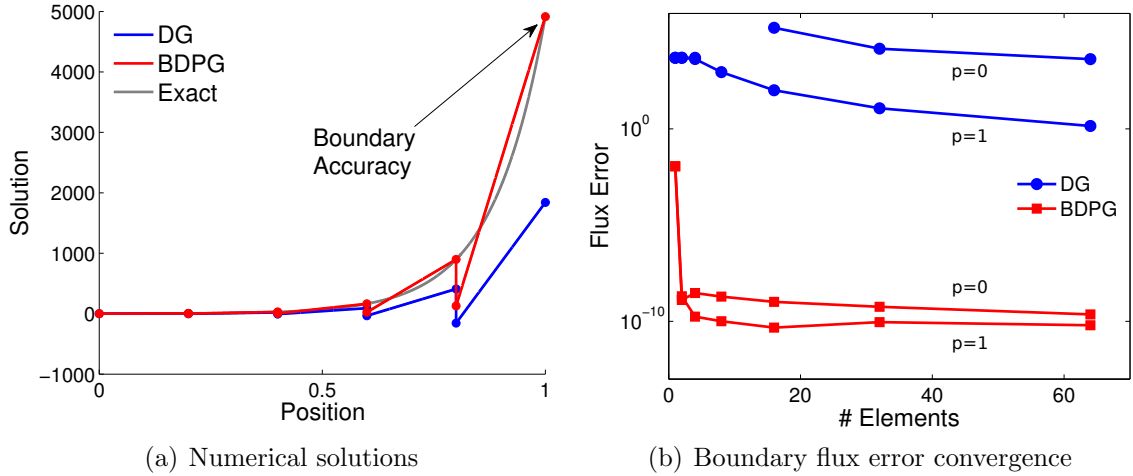 5000
4000
3000
2000
1000
0
−1000
Solution
DG
BDPG
Exact
Boundary
Accuracy
0
0.5
1
Position
(a) Numerical solutions
10^0
10^−10
Flux Error
p=0
p=1
DG
BDPG
p=0
p=1
0
20
40
60
# Elements
(b) Boundary flux error convergence